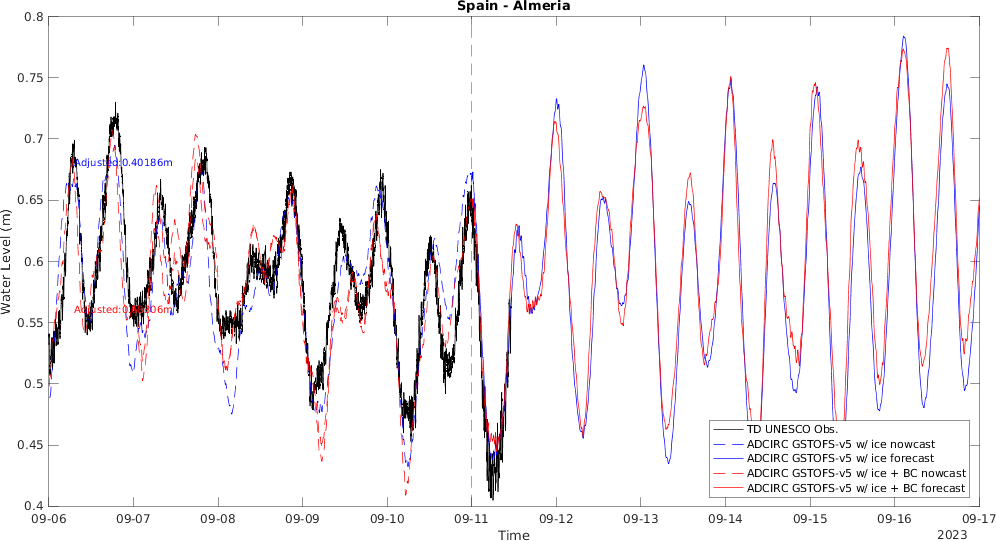 Spain - Almeria
0.8
0.75
0.7
0.65
0.6
0.55
0.5
0.45
0.4
Water Level (m)
Adjusted:0.40186m
TD UNESCO Obs.
ADCIRC GSTOFS-v5 w/ ice nowcast
ADCIRC GSTOFS-v5 w/ ice forecast
ADCIRC GSTOFS-v5 w/ ice + BC nowcast
ADCIRC GSTOFS-v5 w/ ice + BC forecast
09-06 09-07 09-08 09-09 09-10 09-11 09-12 09-13 09-14 09-15 09-16 09-17
Time
2023